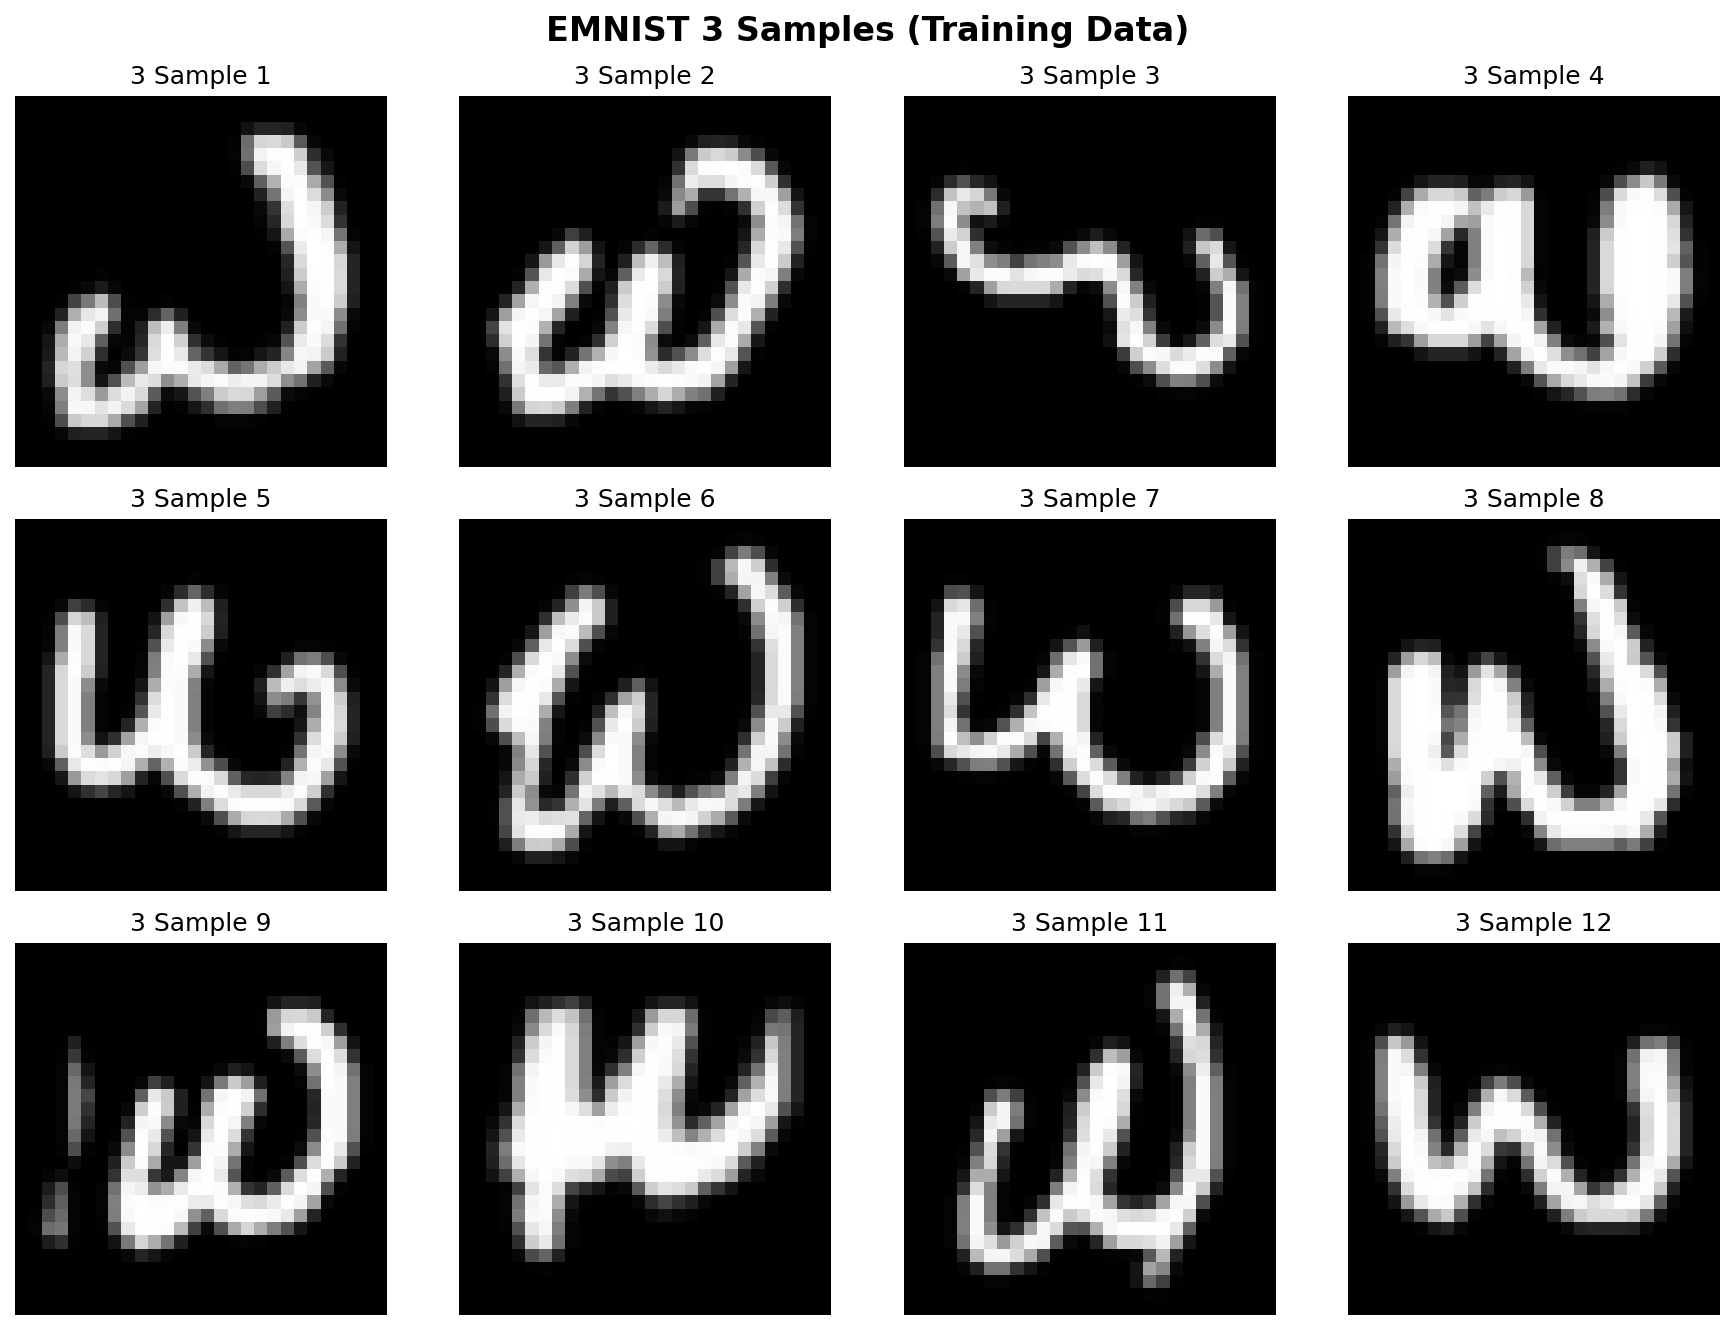 EMNIST 3 Samples (Training Data)
3 Sample 1 3 Sample 2 3 Sample 3 3 Sample 4
3 Sample 5 3 Sample 6 3 Sample 7 3 Sample 8
3 Sample 9 3 Sample 10 3 Sample 11 3 Sample 12